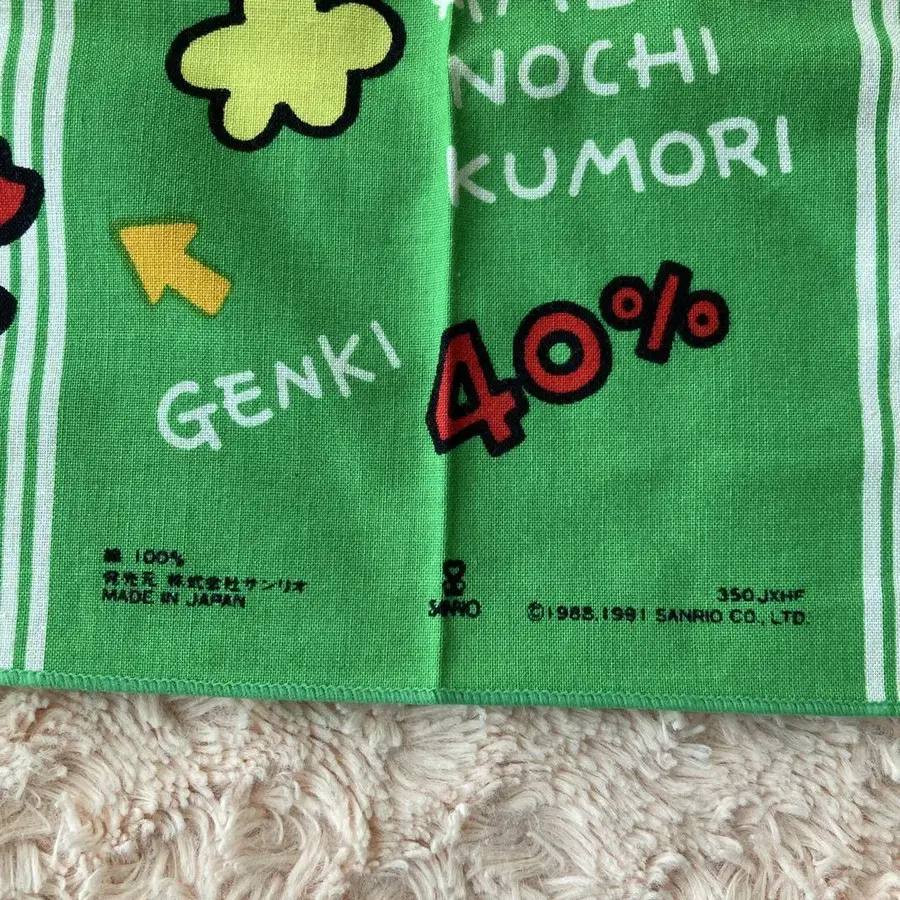 NOCHI
KUMORI
GENKI
40%
綿 100%
発売元 株式会社サンリオ
MADE IN JAPAN
SANRIO
350JXHF
©1988,1991 SANRIO CO., LTD.